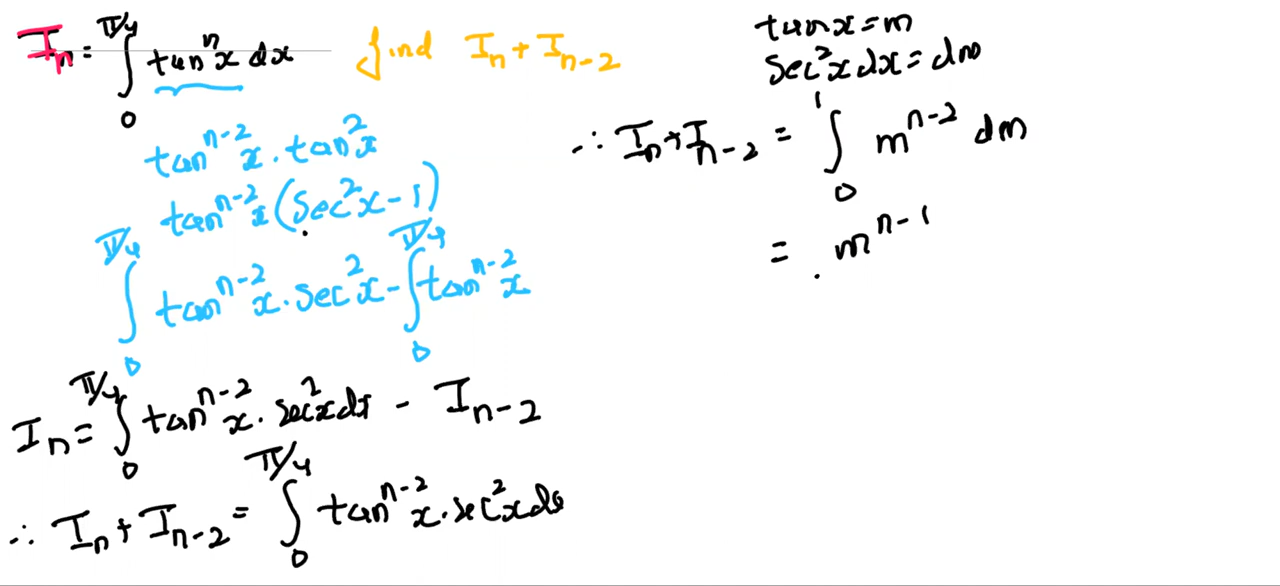 Iₙ = ∫₀^(π/4) tanⁿx dx find Iₙ + Iₙ₋₂
tanⁿ⁻²x · tan²x
tanⁿ⁻²x (sec²x − 1)
∫₀^(π/4) tanⁿ⁻²x · sec²x − ∫₀^(π/4) tanⁿ⁻²x
Iₙ = ∫₀^(π/4) tanⁿ⁻²x · sec²x dx − Iₙ₋₂
∴ Iₙ + Iₙ₋₂ = ∫₀^(π/4) tanⁿ⁻²x · sec²x dx
tan x = m
sec²x dx = dm
∴ Iₙ + Iₙ₋₂ = ∫₀¹ mⁿ⁻² dm
= mⁿ⁻¹